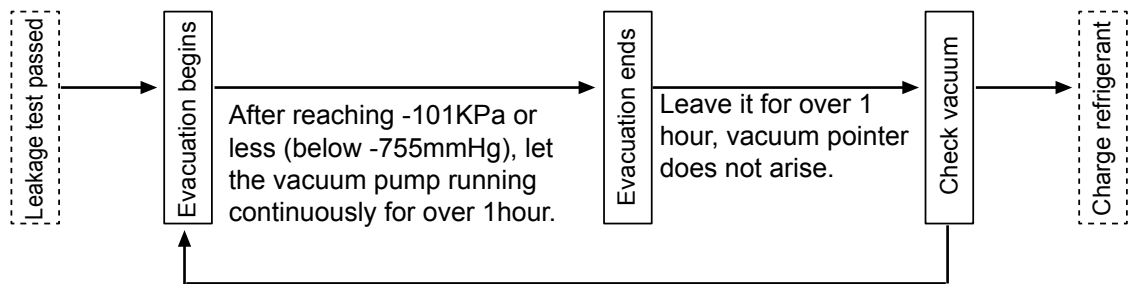 Leakage test passed
Evacuation begins
After reaching -101KPa or
less (below -755mmHg), let
the vacuum pump running
continuously for over 1hour.
Evacuation ends
Leave it for over 1
hour, vacuum pointer
does not arise.
Check vacuum
Charge refrigerant